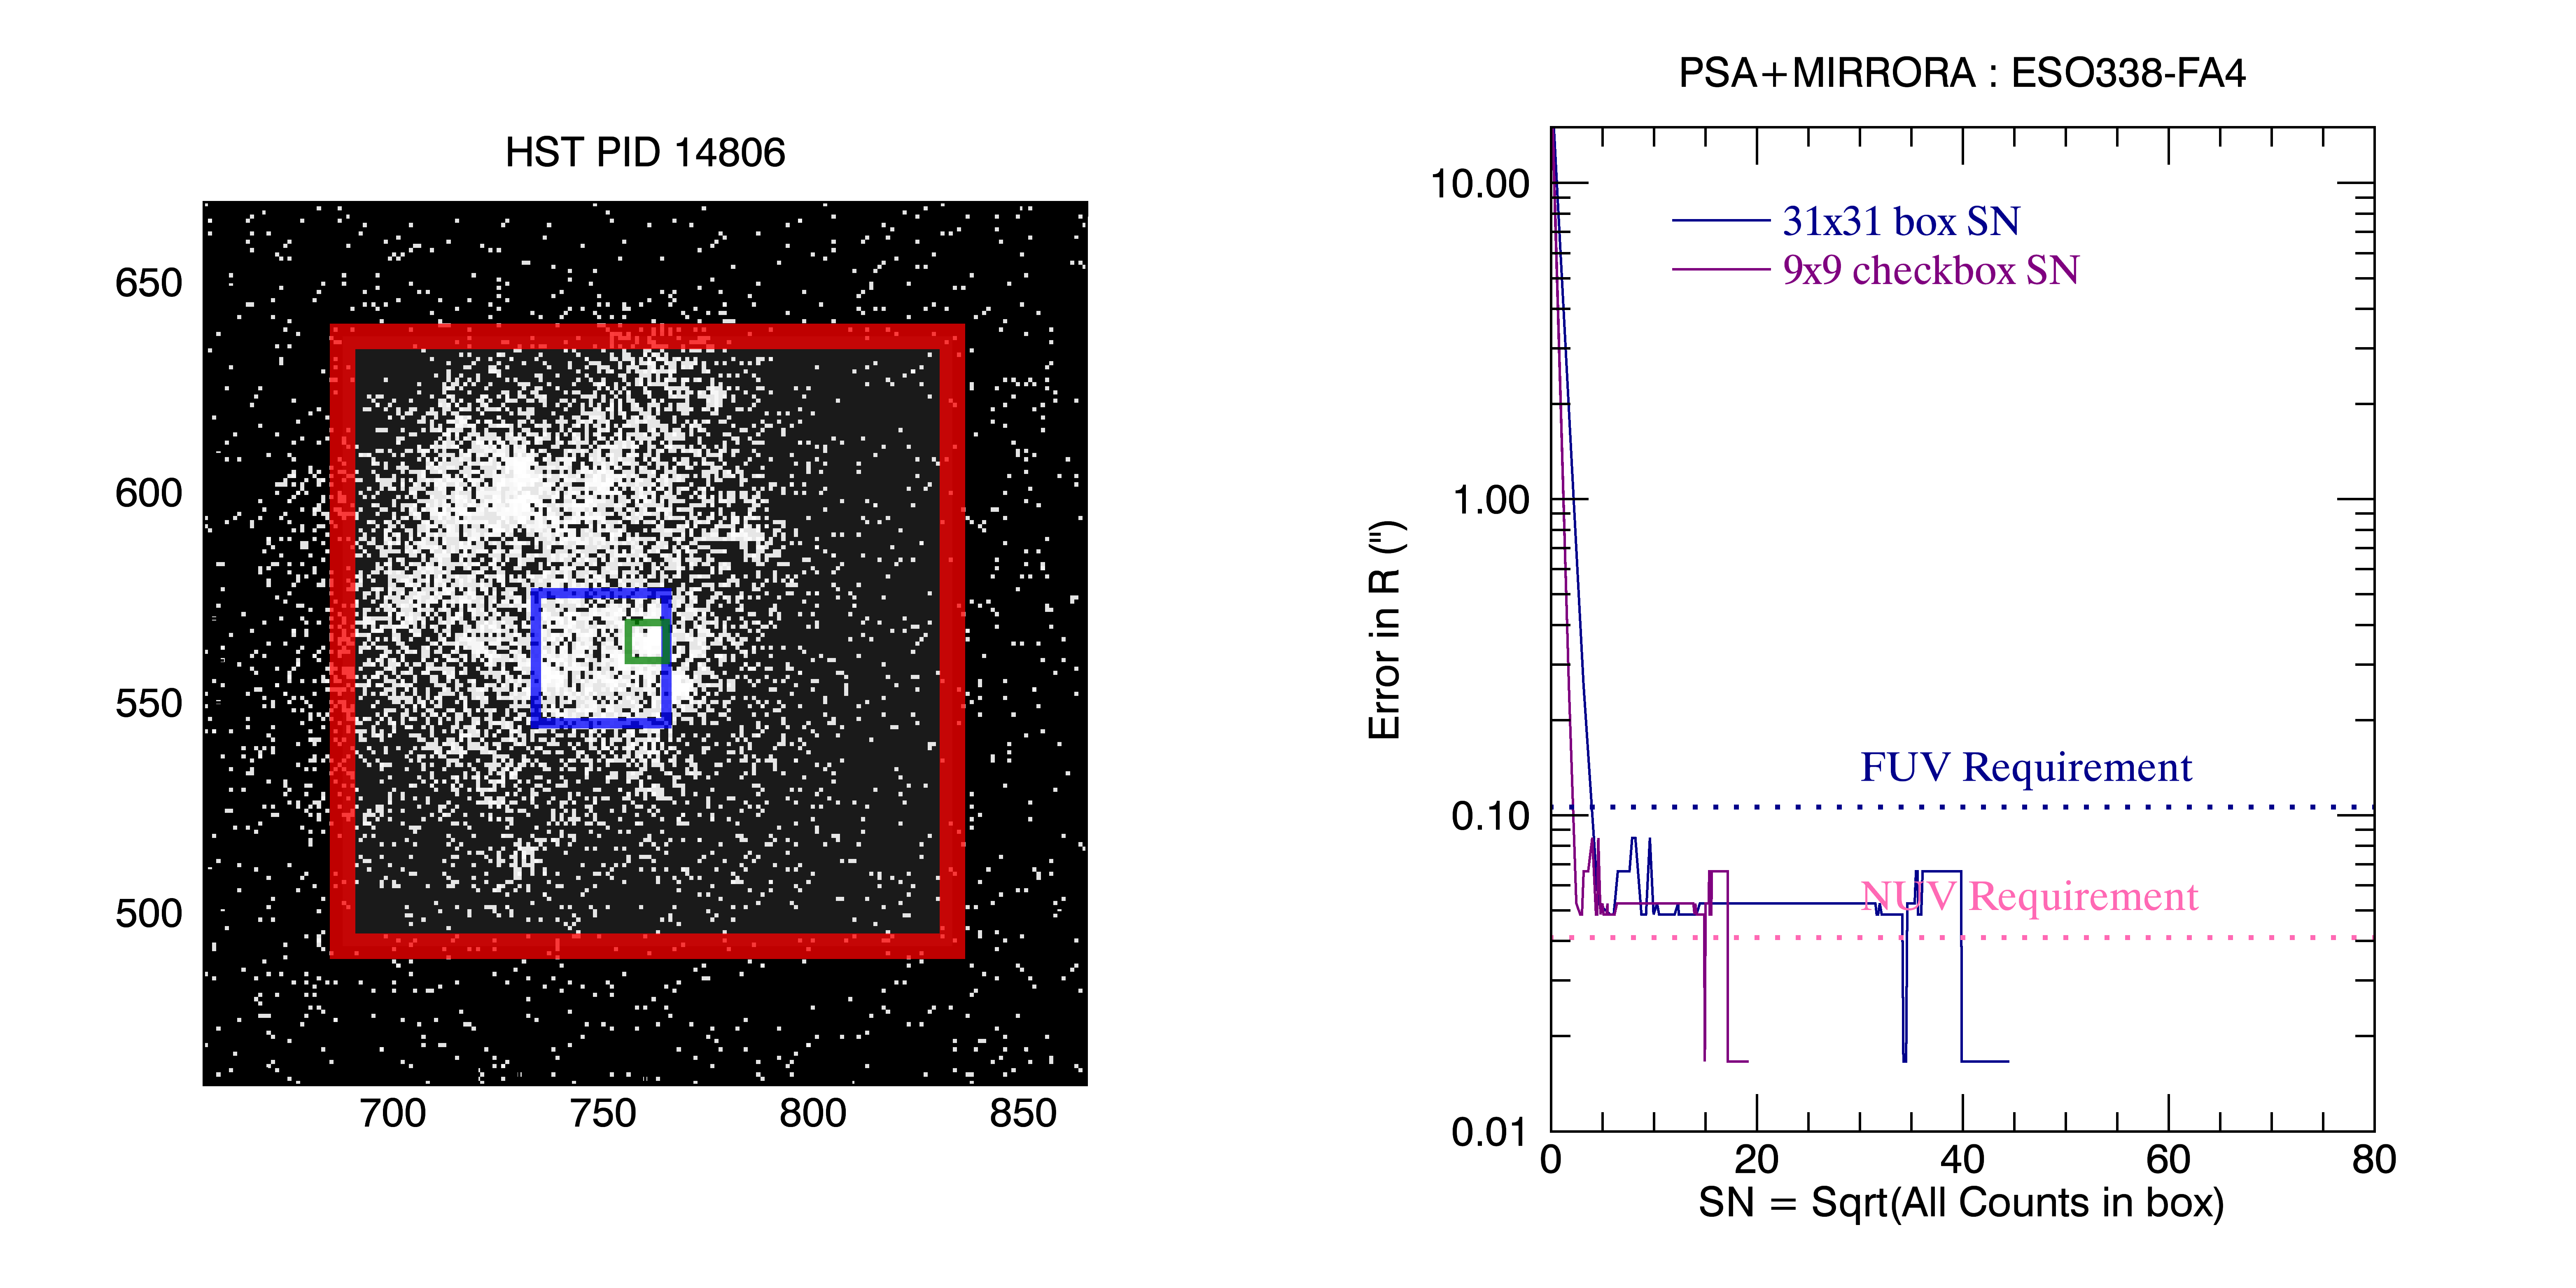 HST PID 14806
650
600
550
500
700 750 800 850
PSA+MIRRORA : ESO338-FA4
10.00
1.00
0.10
0.01
Error in R (")
31x31 box SN
9x9 checkbox SN
FUV Requirement
NUV Requirement
0 20 40 60 80
SN = Sqrt(All Counts in box)